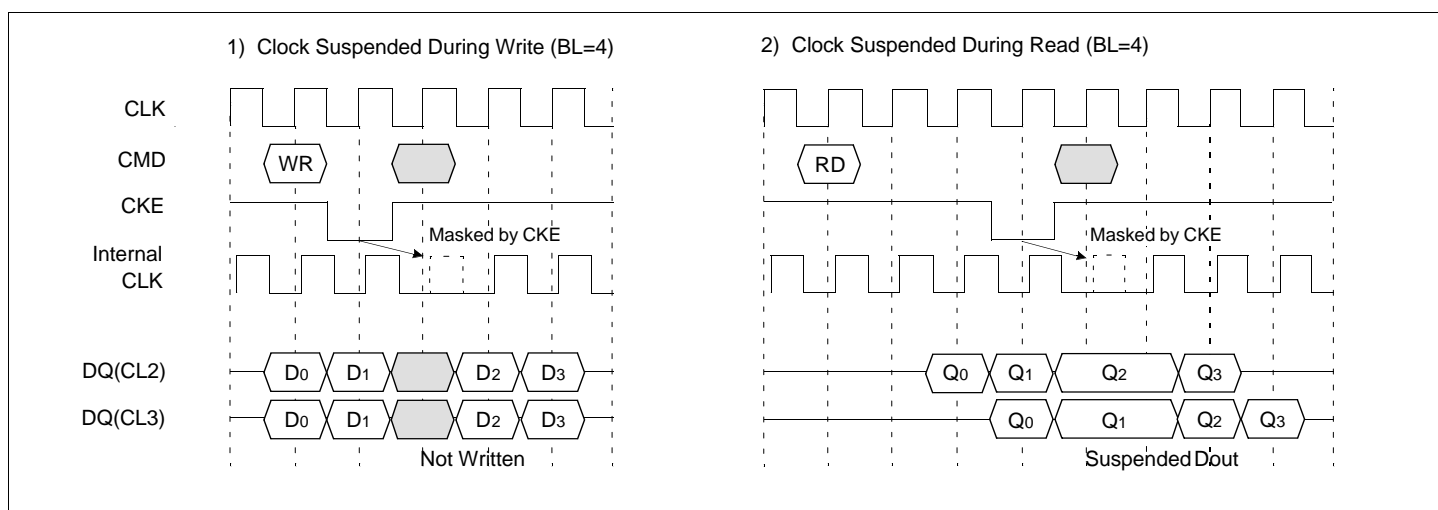 1) Clock Suspended During Write (BL=4)
2) Clock Suspended During Read (BL=4)
CLK
CMD
WR
RD
CKE
Masked by CKE
Masked by CKE
Internal
CLK
DQ(CL2)
D0 D1 D2 D3
Q0 Q1 Q2 Q3
DQ(CL3)
D0 D1 D2 D3
Q0 Q1 Q2 Q3
Not Written
Suspended Dout